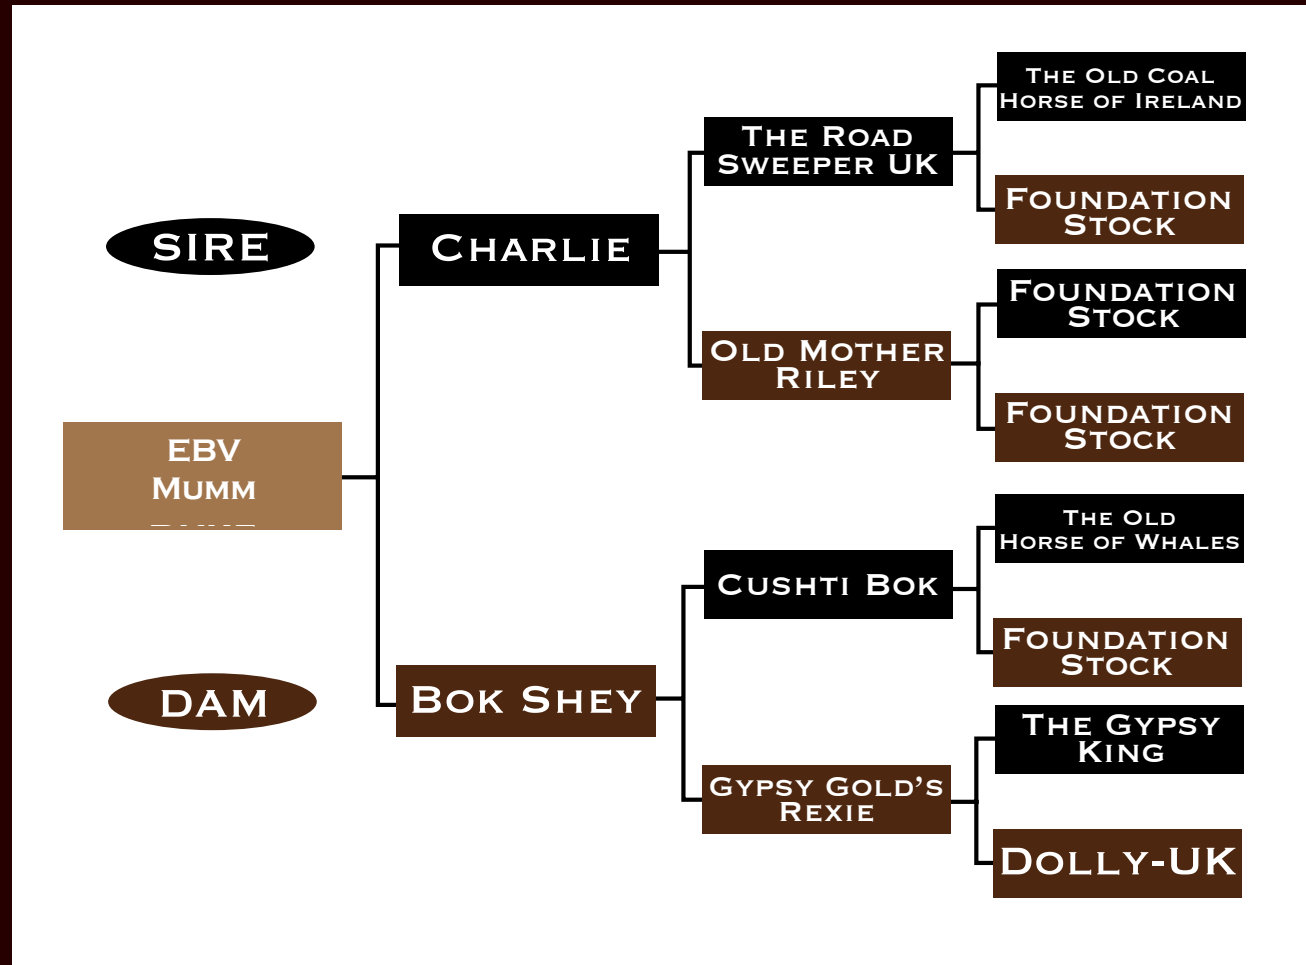 The Old Coal
Horse of Ireland
The Road
Sweeper UK
Foundation
Stock
SIRE
Charlie
Foundation
Stock
Old Mother
Riley
Foundation
Stock
EBV
Mumm
The Old
Horse of Whales
Cushti Bok
Foundation
Stock
DAM
Bok Shey
The Gypsy
King
Gypsy Gold's
Rexie
Dolly-UK